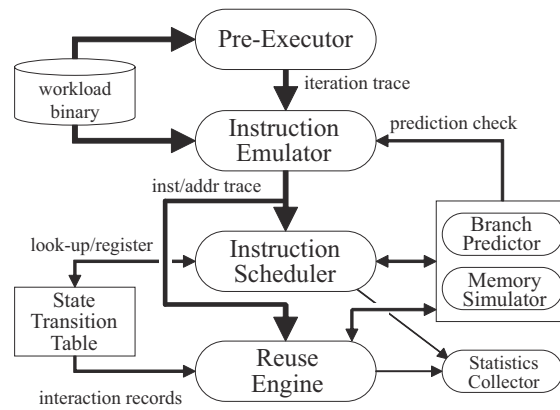 Pre-Executor
workload
binary
iteration trace
Instruction
Emulator
prediction check
inst/addr trace
look-up/register
Instruction
Scheduler
Branch
Predictor
Memory
Simulator
State
Transition
Table
Reuse
Engine
Statistics
Collector
interaction records